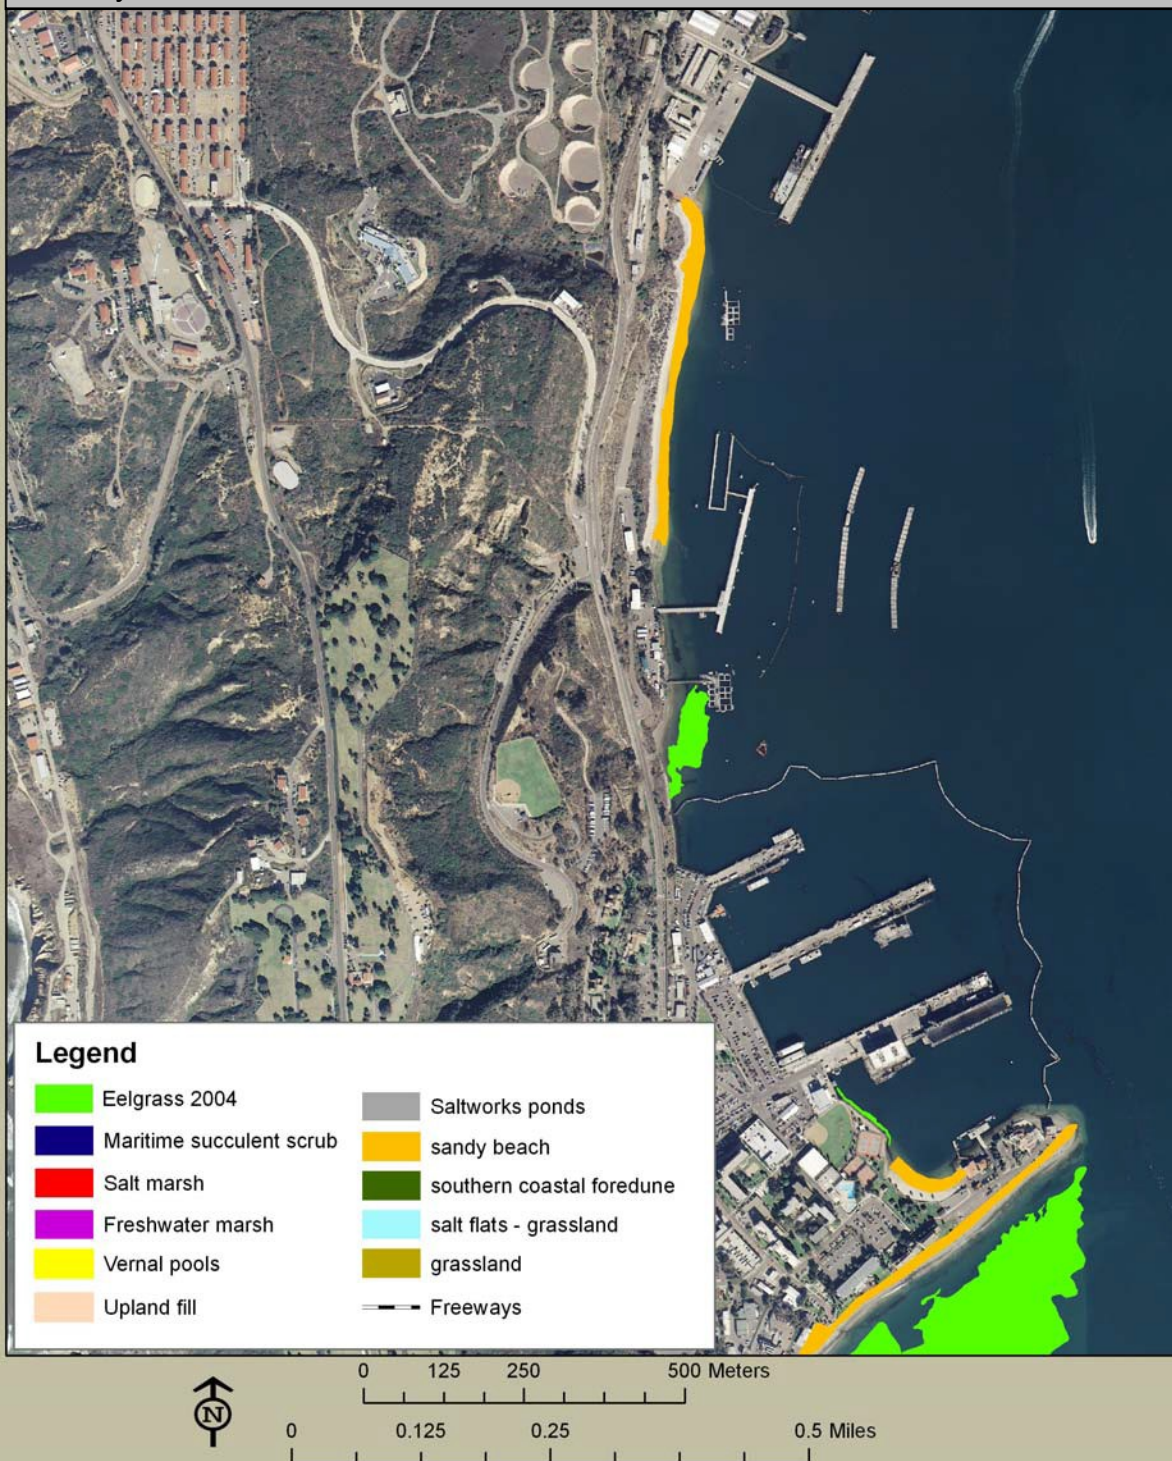 Legend
Eelgrass 2004
Maritime succulent scrub
Salt marsh
Freshwater marsh
Vernal pools
Upland fill
Saltworks ponds
sandy beach
southern coastal foredune
salt flats - grassland
grassland
Freeways
0 125 250 500 Meters
N
0 0.125 0.25 0.5 Miles